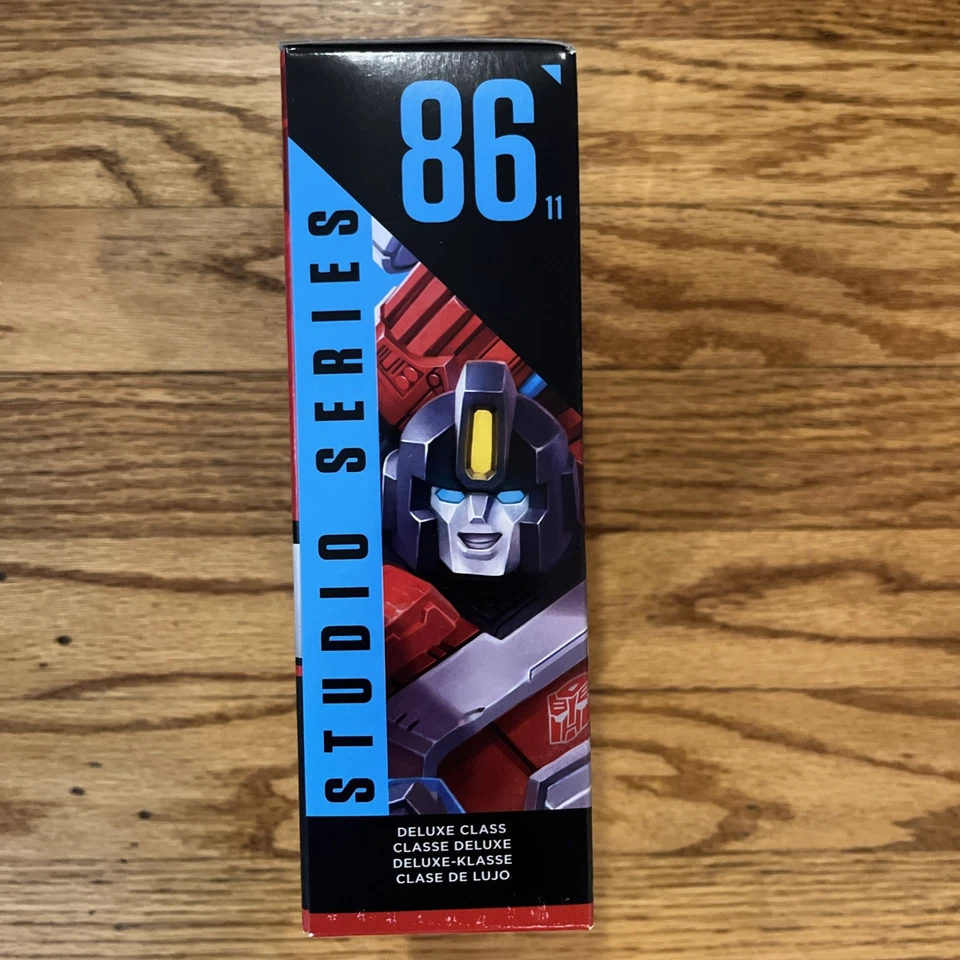 86
11
STUDIO SERIES
DELUXE CLASS
CLASSE DELUXE
DELUXE-KLASSE
CLASE DE LUJO